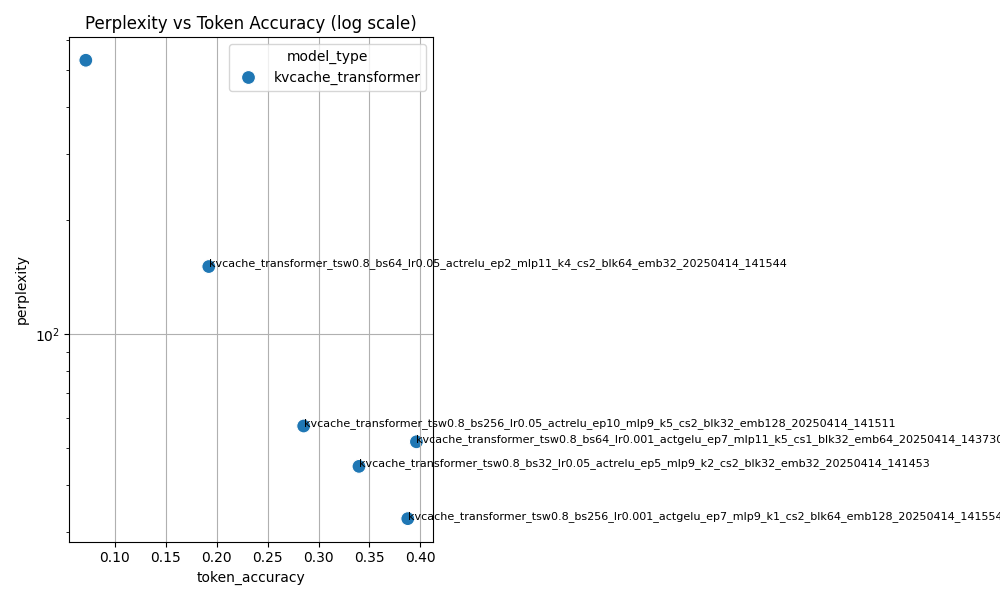 Perplexity vs Token Accuracy (log scale)
model_type
kvcache_transformer
kvcache_transformer_tsw0.8_bs64_lr0.05_actrelu_ep2_mlp11_k4_cs2_blk64_emb32_20250414_141544
perplexity
10²
kvcache_transformer_tsw0.8_bs256_lr0.05_actrelu_ep10_mlp9_k5_cs2_blk32_emb128_20250414_141511
kvcache_transformer_tsw0.8_bs64_lr0.001_actgelu_ep7_mlp11_k5_cs1_blk32_emb64_20250414_143730
kvcache_transformer_tsw0.8_bs32_lr0.05_actrelu_ep5_mlp9_k2_cs2_blk32_emb32_20250414_141453
kvcache_transformer_tsw0.8_bs256_lr0.001_actgelu_ep7_mlp9_k1_cs2_blk64_emb128_20250414_141554
0.10 0.15 0.20 0.25 0.30 0.35 0.40
token_accuracy